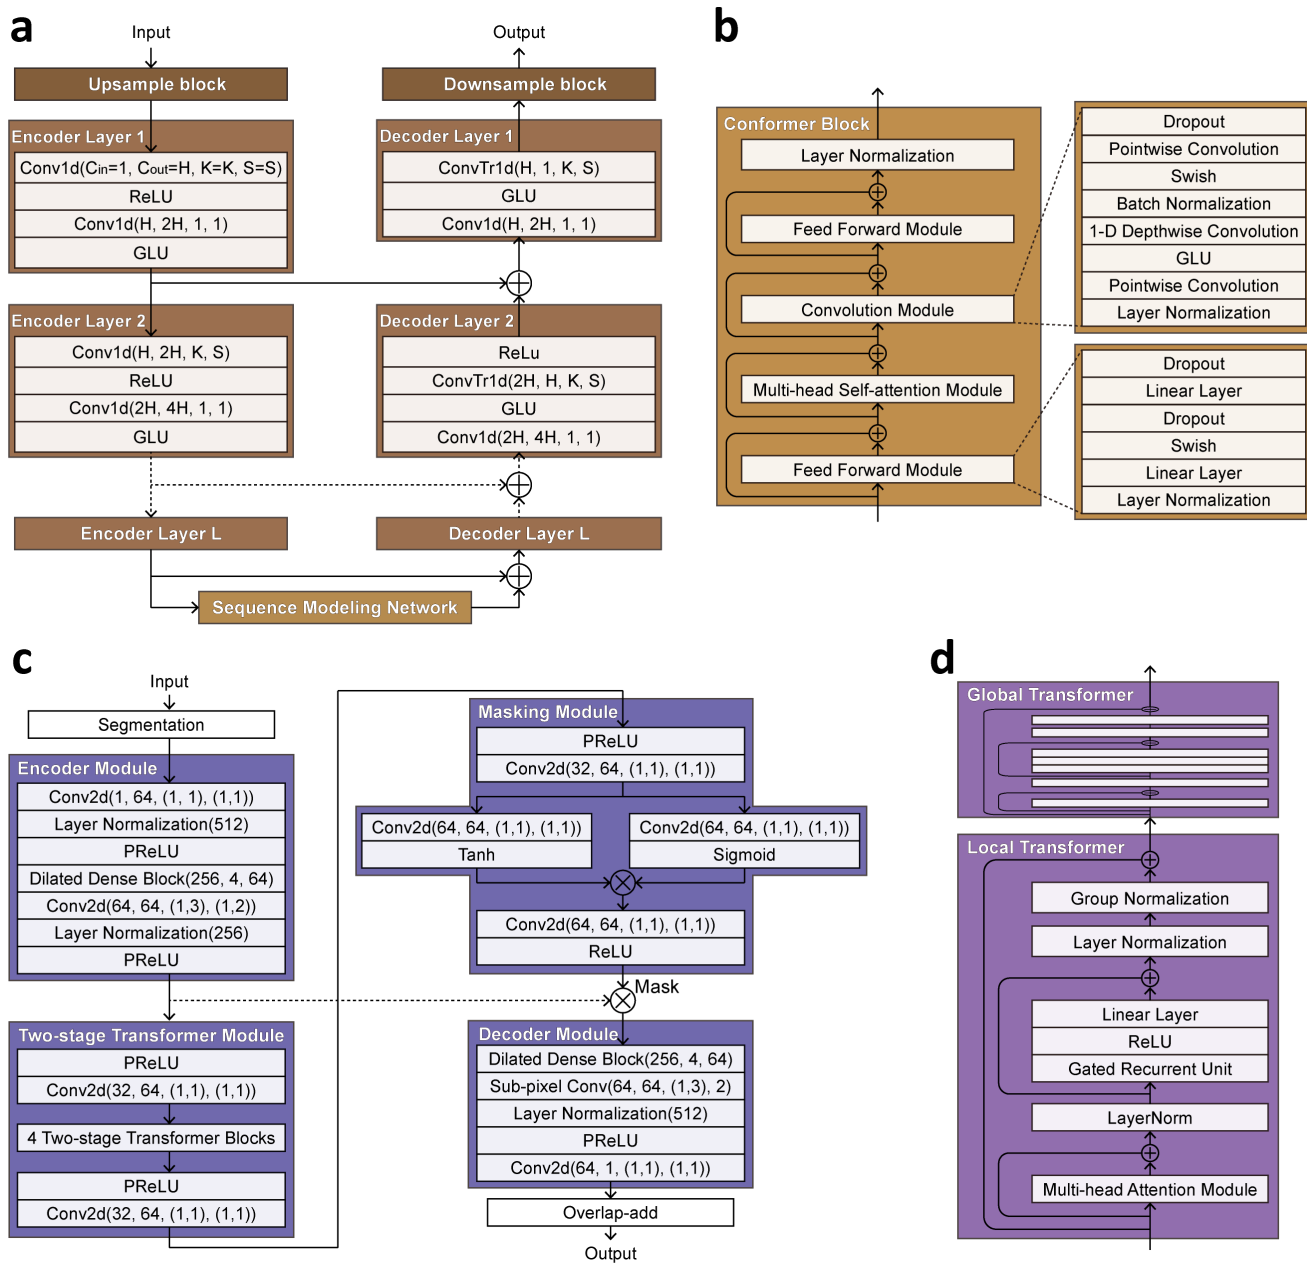 a
Input
Output
Upsample block
Downsample block
Encoder Layer 1
Conv1d(Cin=1, Cout=H, K=K, S=S)
ReLU
Conv1d(H, 2H, 1, 1)
GLU
Decoder Layer 1
ConvTr1d(H, 1, K, S)
GLU
Conv1d(H, 2H, 1, 1)
Encoder Layer 2
Conv1d(H, 2H, K, S)
ReLU
Conv1d(2H, 4H, 1, 1)
GLU
Decoder Layer 2
ReLu
ConvTr1d(2H, H, K, S)
GLU
Conv1d(2H, 4H, 1, 1)
Encoder Layer L
Decoder Layer L
Sequence Modeling Network
b
Conformer Block
Layer Normalization
Feed Forward Module
Convolution Module
Multi-head Self-attention Module
Feed Forward Module
Dropout
Pointwise Convolution
Swish
Batch Normalization
1-D Depthwise Convolution
GLU
Pointwise Convolution
Layer Normalization
Dropout
Linear Layer
Dropout
Swish
Linear Layer
Layer Normalization
c
Input
Segmentation
Encoder Module
Conv2d(1, 64, (1, 1), (1,1))
Layer Normalization(512)
PReLU
Dilated Dense Block(256, 4, 64)
Conv2d(64, 64, (1,3), (1,2))
Layer Normalization(256)
PReLU
Two-stage Transformer Module
PReLU
Conv2d(32, 64, (1,1), (1,1))
4 Two-stage Transformer Blocks
PReLU
Conv2d(32, 64, (1,1), (1,1))
Masking Module
PReLU
Conv2d(32, 64, (1,1), (1,1))
Conv2d(64, 64, (1,1), (1,1))
Tanh
Conv2d(64, 64, (1,1), (1,1))
Sigmoid
Conv2d(64, 64, (1,1), (1,1))
ReLU
Mask
Decoder Module
Dilated Dense Block(256, 4, 64)
Sub-pixel Conv(64, 64, (1,3), 2)
Layer Normalization(512)
PReLU
Conv2d(64, 1, (1,1), (1,1))
Overlap-add
Output
d
Global Transformer
Local Transformer
Group Normalization
Layer Normalization
Linear Layer
ReLU
Gated Recurrent Unit
LayerNorm
Multi-head Attention Module